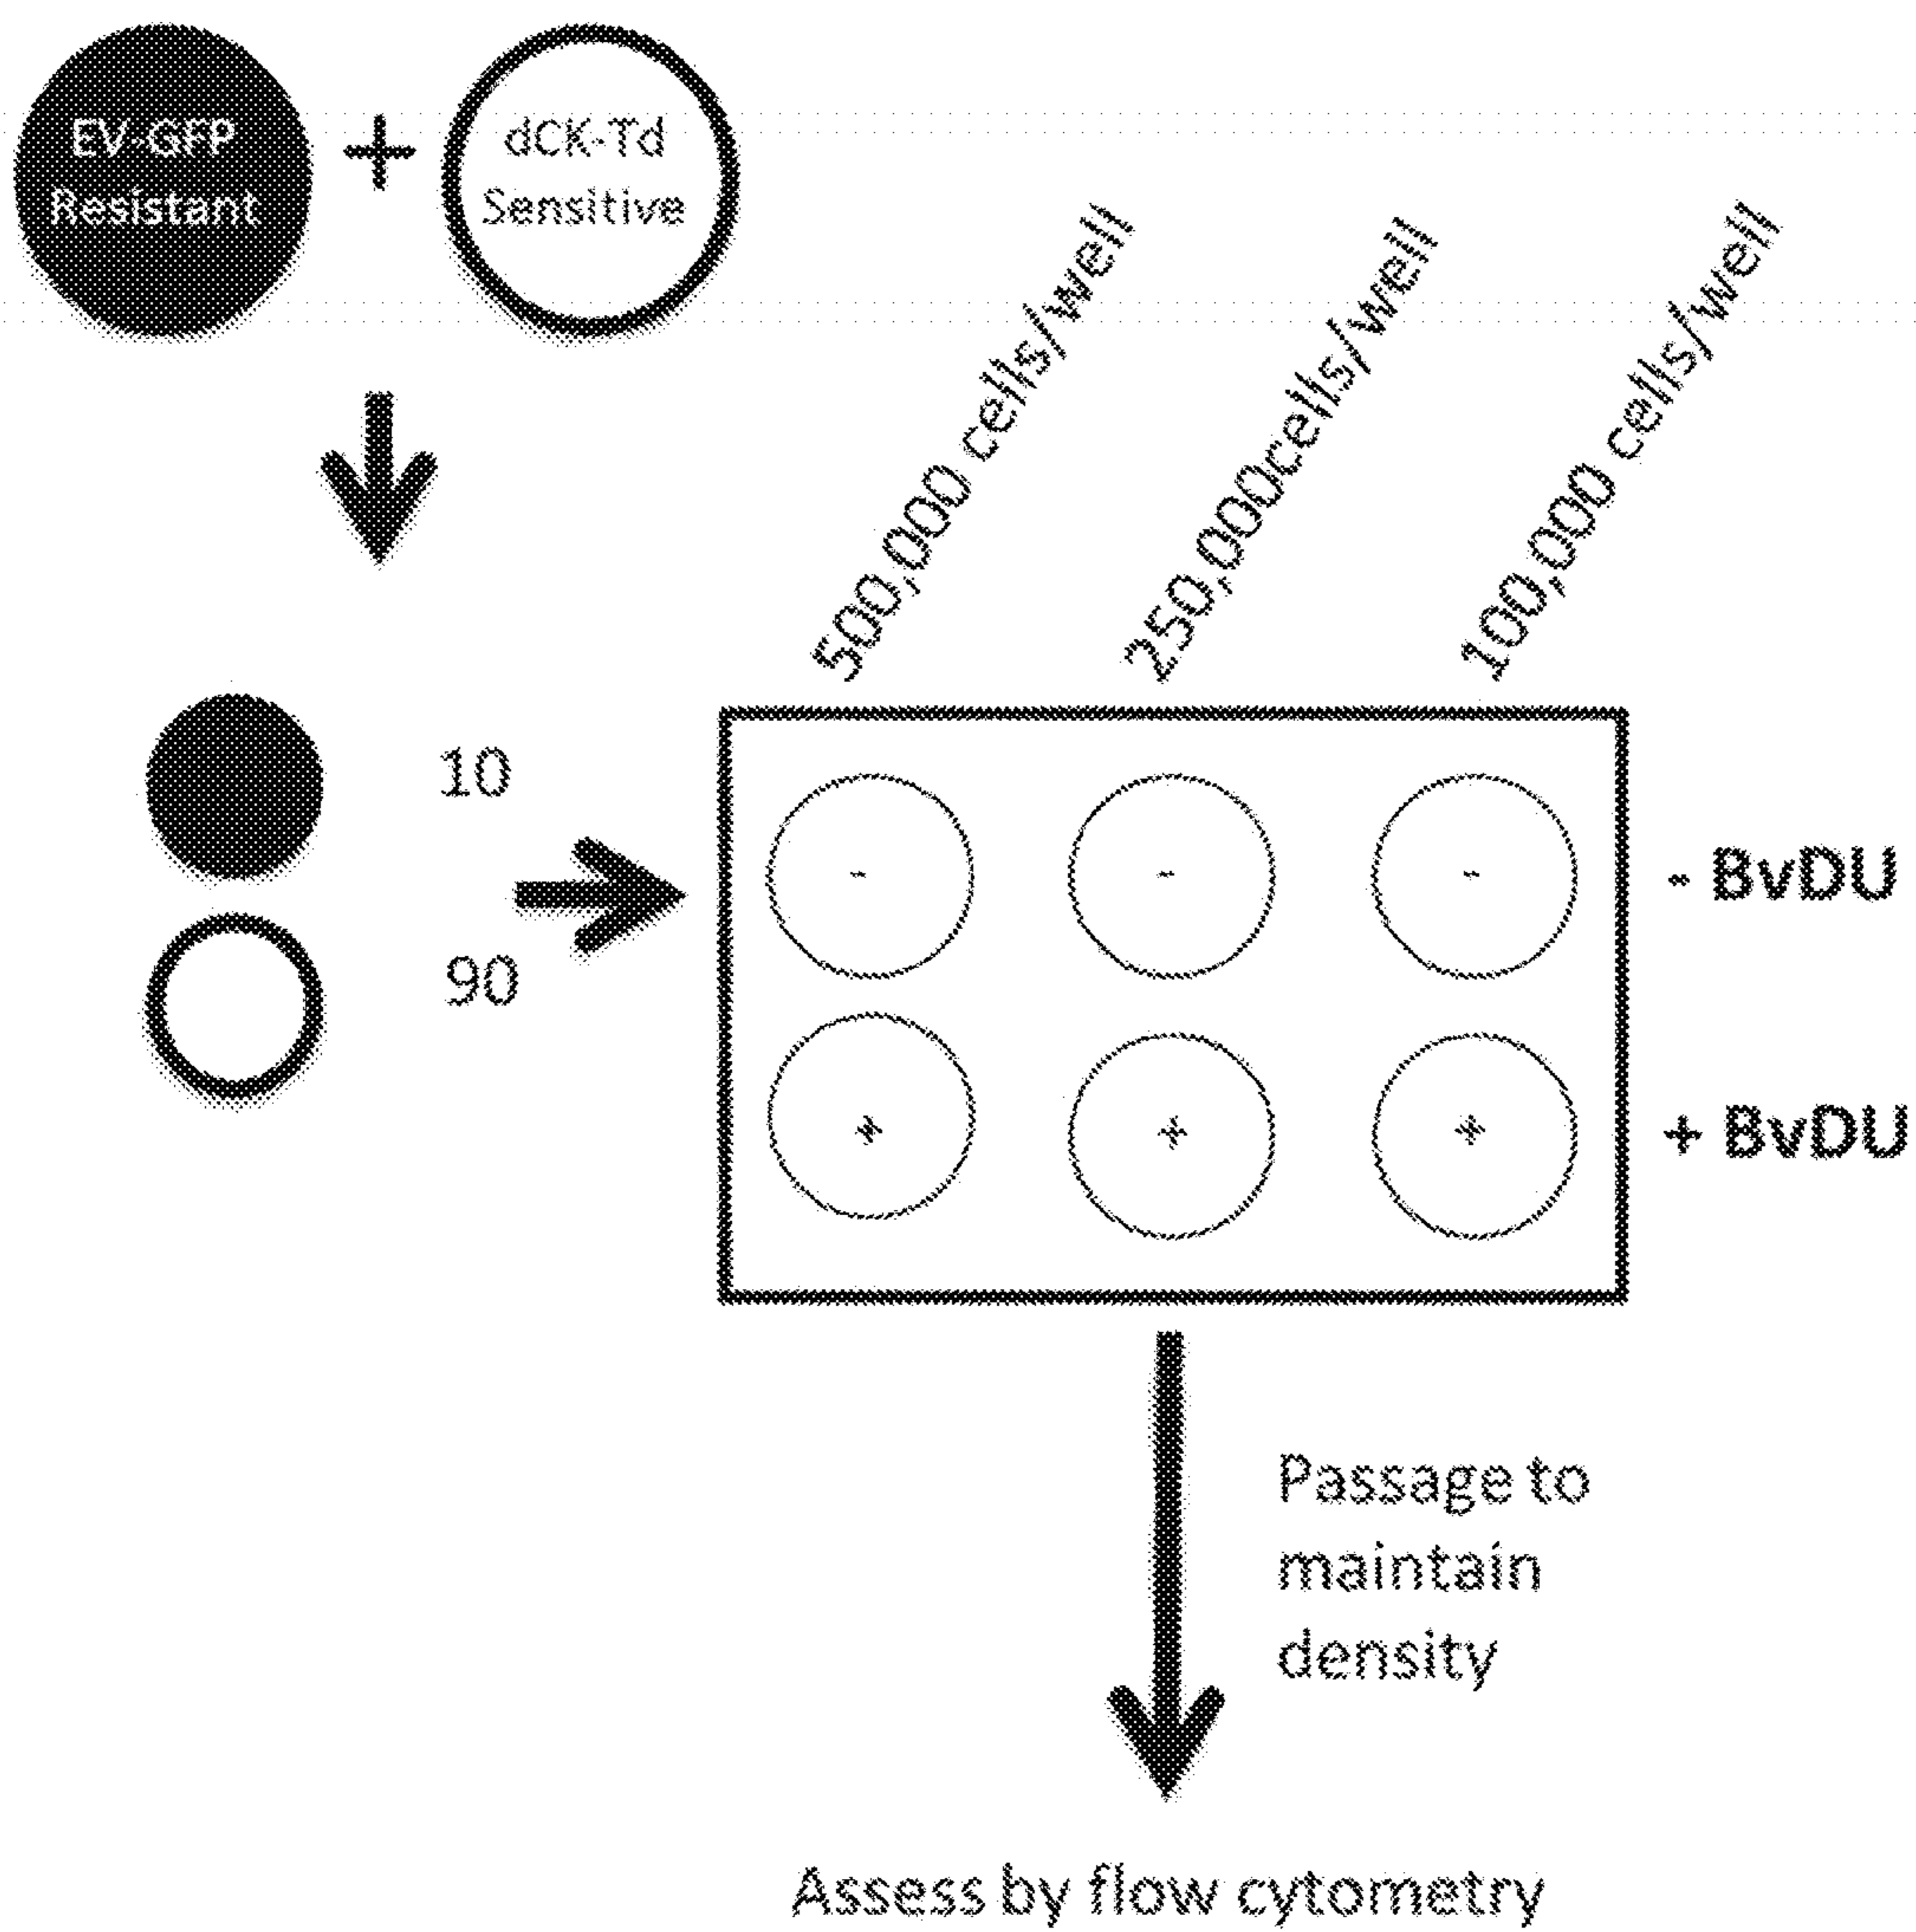 EV-GFP
Resistant
+
dCK-Td
Sensitive
500,000 cells/well
250,000cells/well
100,000 cells/well
10
90
- - -
- BvDU
+ + +
+ BvDU
Passage to
maintain
density
Assess by flow cytometry